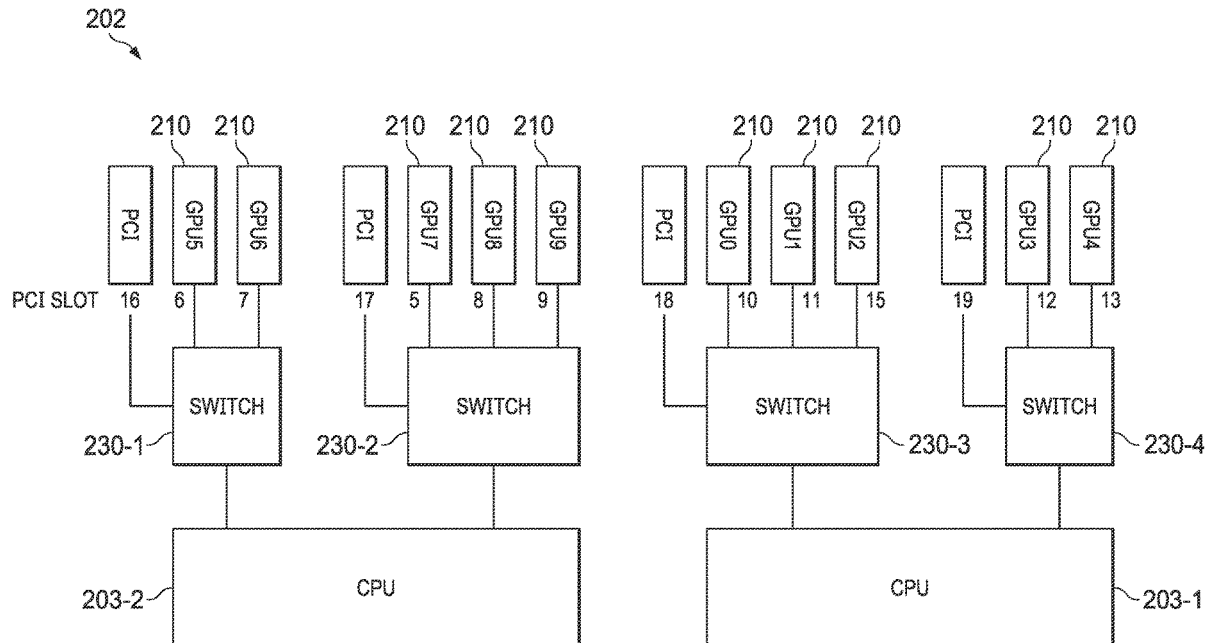 202
210 210 210 210 210 210 210 210 210 210
PCI GPU5 GPU6 PCI GPU7 GPU8 GPU9 PCI GPU0 GPU1 GPU2 PCI GPU3 GPU4
PCI SLOT 16 6 7 17 5 8 9 18 10 11 15 19 12 13
SWITCH SWITCH SWITCH SWITCH
230-1 230-2 230-3 230-4
CPU CPU
203-2 203-1